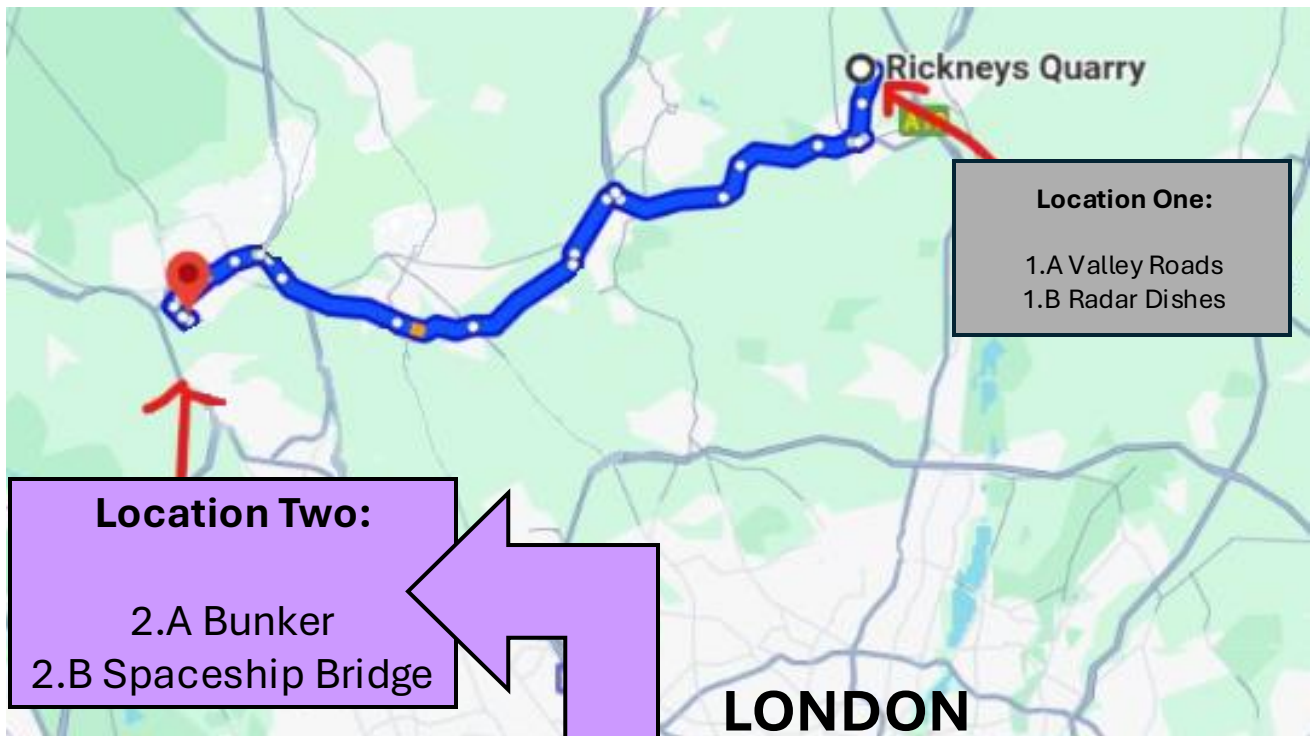 Rickneys Quarry
Location One:
1.A Valley Roads
1.B Radar Dishes
Location Two:
2.A Bunker
2.B Spaceship Bridge
LONDON